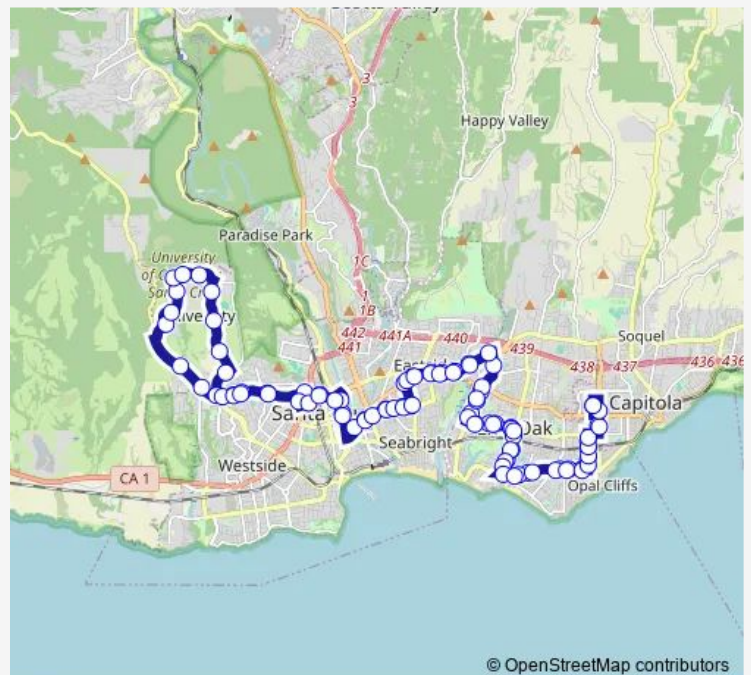 Happy Valley
3
3
Paradise Park
University
1C
1
1B
442
441A
440
441
439
Soquel
438
437
436
Capitola
Seabright
Westside
CA 1
Opal Cliffs
© OpenStreetMap contributors